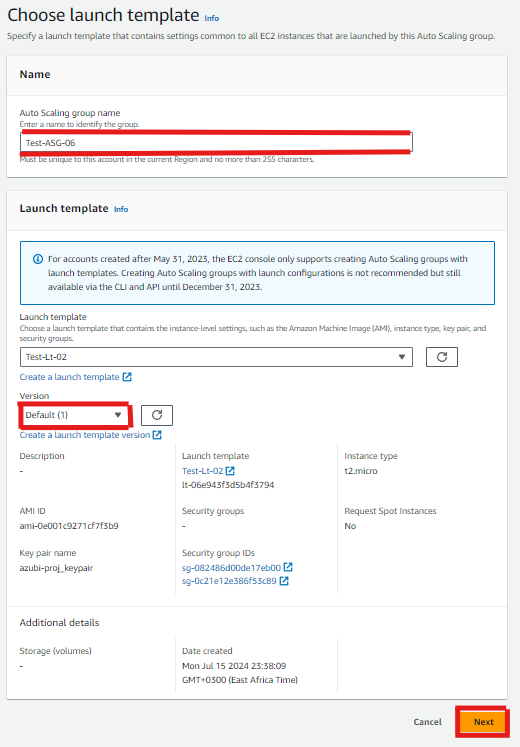 Choose launch template Info
Specify a launch template that contains settings common to all EC2 instances that are launched by this Auto Scaling group.
Name
Auto Scaling group name
Enter a name to identify the group.
Test-ASG-06
Must be unique to this account in the current Region and no more than 255 characters.
Launch template Info
For accounts created after May 31, 2023, the EC2 console only supports creating Auto Scaling groups with
launch templates. Creating Auto Scaling groups with launch configurations is not recommended but still
available via the CLI and API until December 31, 2023.
Launch template
Choose a launch template that contains the instance-level settings, such as the Amazon Machine Image (AMI), instance type, key pair, and
security groups.
Test-Lt-02
Create a launch template
Version
Default (1)
Create a launch template version
Description
-
Launch template
Test-Lt-02
lt-06e943f3d5b4f3794
Instance type
t2.micro
AMI ID
ami-0e001c9271cf7f3b9
Security groups
-
Request Spot Instances
No
Key pair name
azubi-proj_keypair
Security group IDs
sg-082486d00de17eb00
sg-0c21e12e386f53c89
Additional details
Storage (volumes)
-
Date created
Mon Jul 15 2024 23:38:09
GMT+0300 (East Africa Time)
Cancel
Next